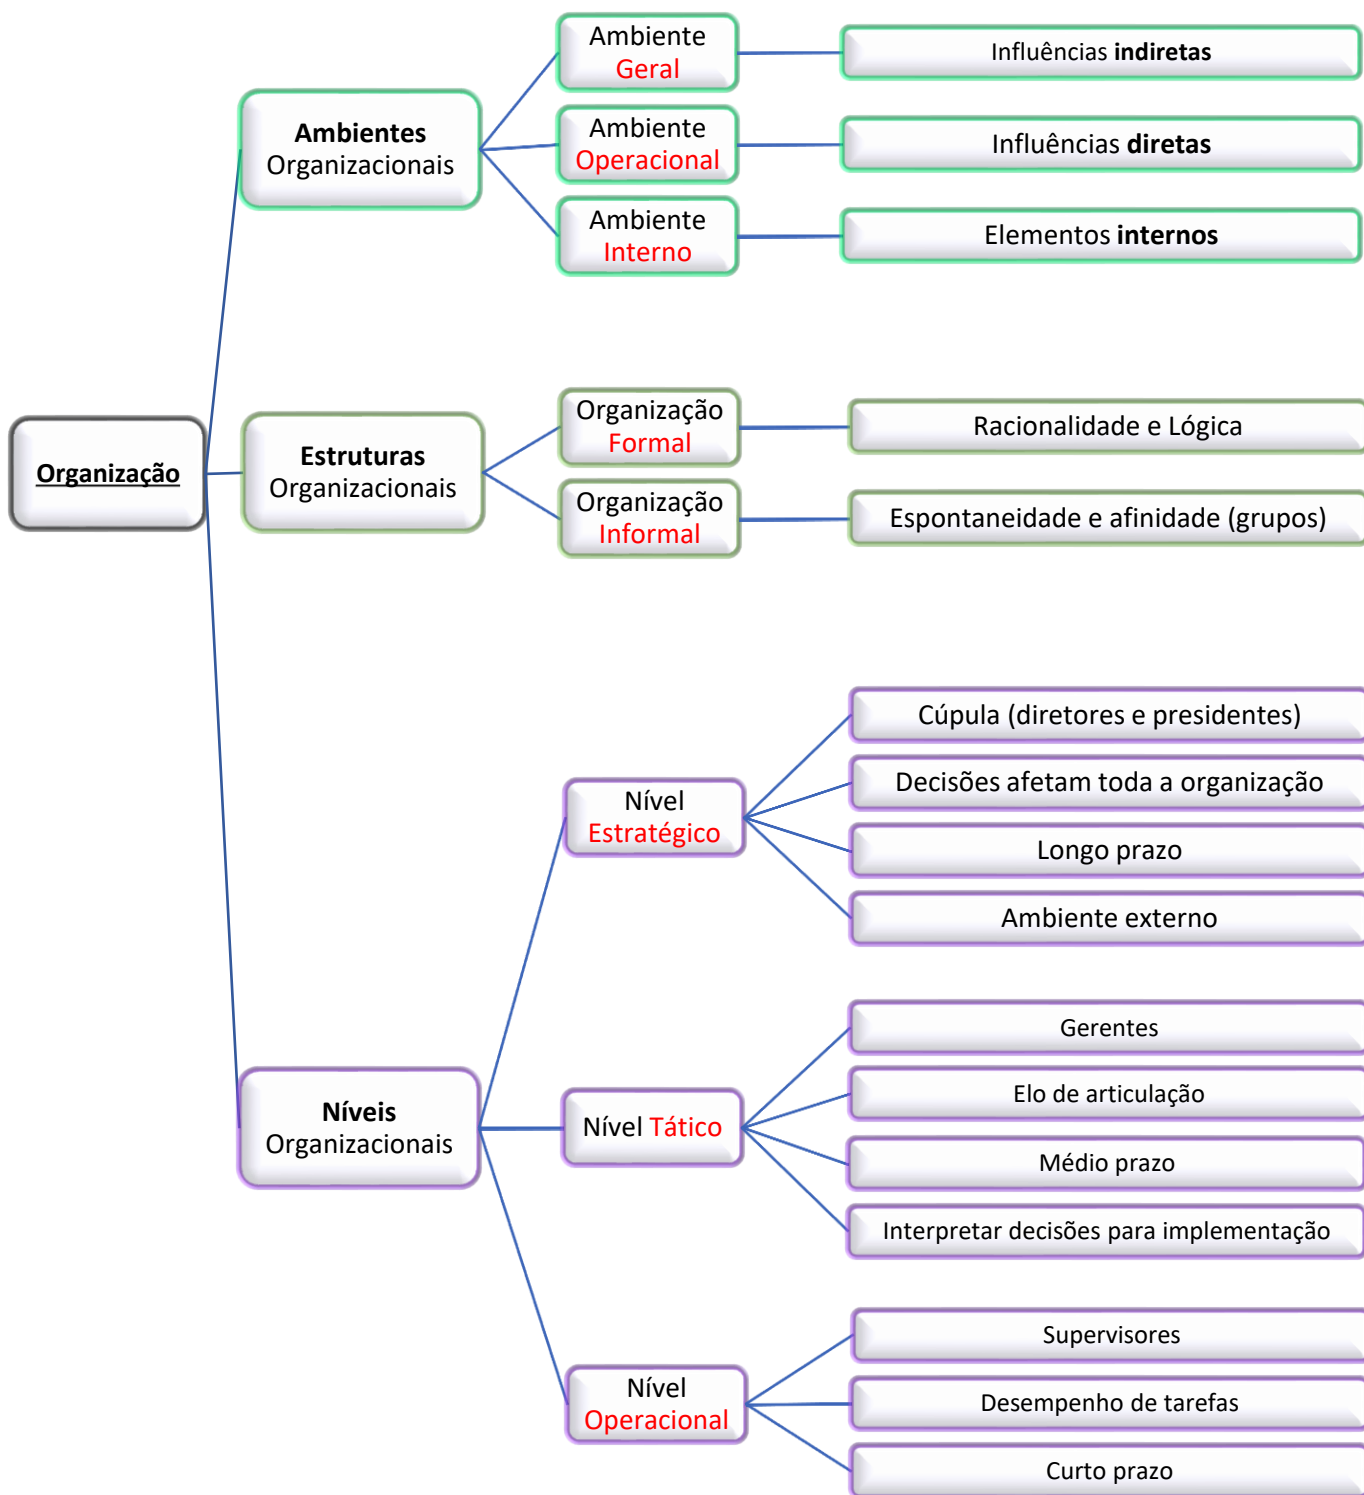 Organização
Ambientes
Organizacionais
Ambiente
Geral
Influências indiretas
Ambiente
Operacional
Influências diretas
Ambiente
Interno
Elementos internos
Estruturas
Organizacionais
Organização
Formal
Racionalidade e Lógica
Organização
Informal
Espontaneidade e afinidade (grupos)
Níveis
Organizacionais
Nível
Estratégico
Cúpula (diretores e presidentes)
Decisões afetam toda a organização
Longo prazo
Ambiente externo
Nível Tático
Gerentes
Elo de articulação
Médio prazo
Interpretar decisões para implementação
Nível
Operacional
Supervisores
Desempenho de tarefas
Curto prazo